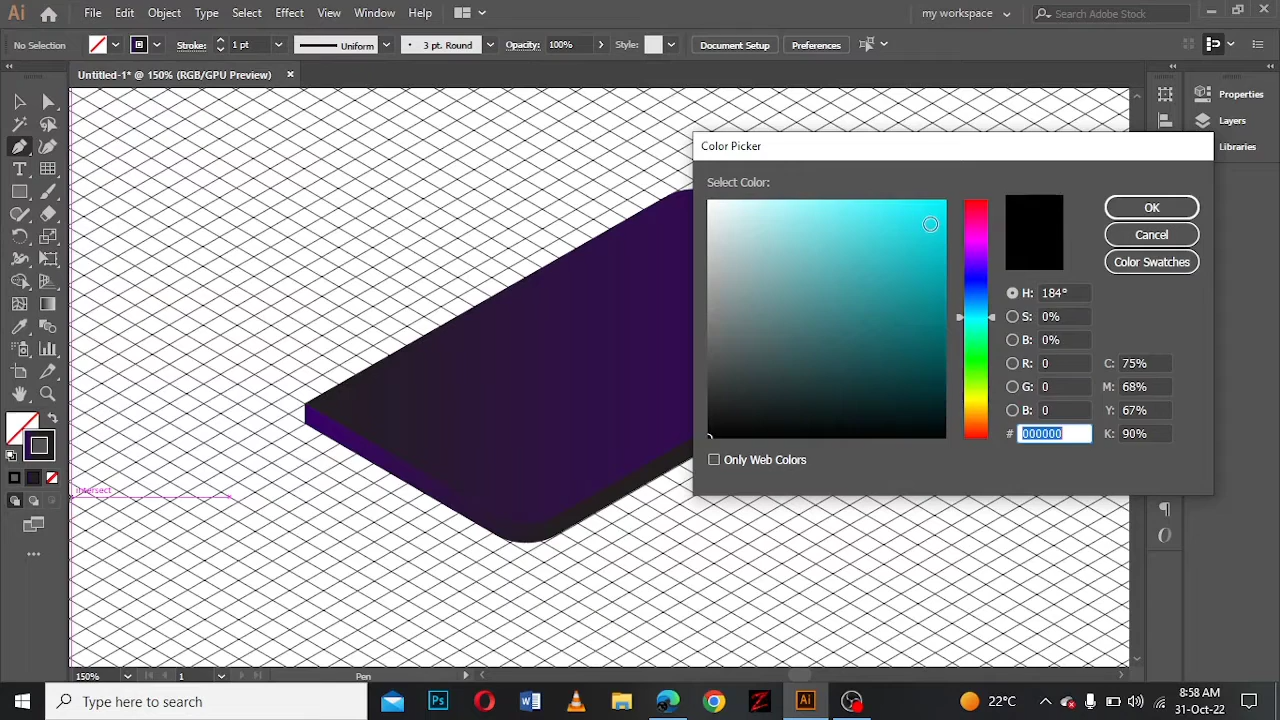 Ai File Edit Object Type Select Effect View Window Help my workspace Search Adobe Stock
No Selection Stroke: 1 pt Uniform 3 pt. Round Opacity: 100% Style: Document Setup Preferences
Untitled-1* @ 150% (RGB/GPU Preview)
Properties
Layers
Libraries
Color Picker
Select Color:
OK
Cancel
Color Swatches
H: 184°
S: 0%
B: 0%
R: 0 C: 75%
G: 0 M: 68%
B: 0 Y: 67%
# 000000 K: 90%
Only Web Colors
intersect
150% 1 Pen
Type here to search
Ps W Ai 22°C 8:58 AM
31-Oct-22